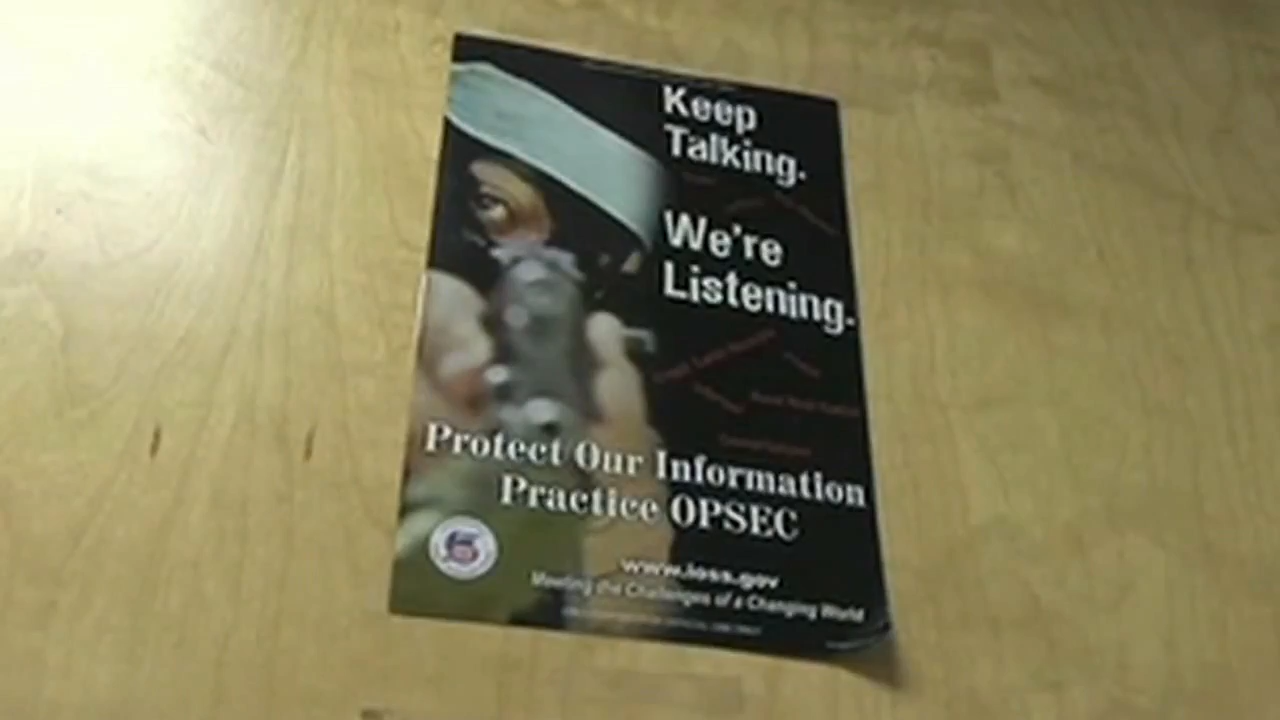 Keep
Talking.
We're
Listening.
Protect Our Information
Practice OPSEC
www.ioss.gov
Meeting the Challenges of a Changing World